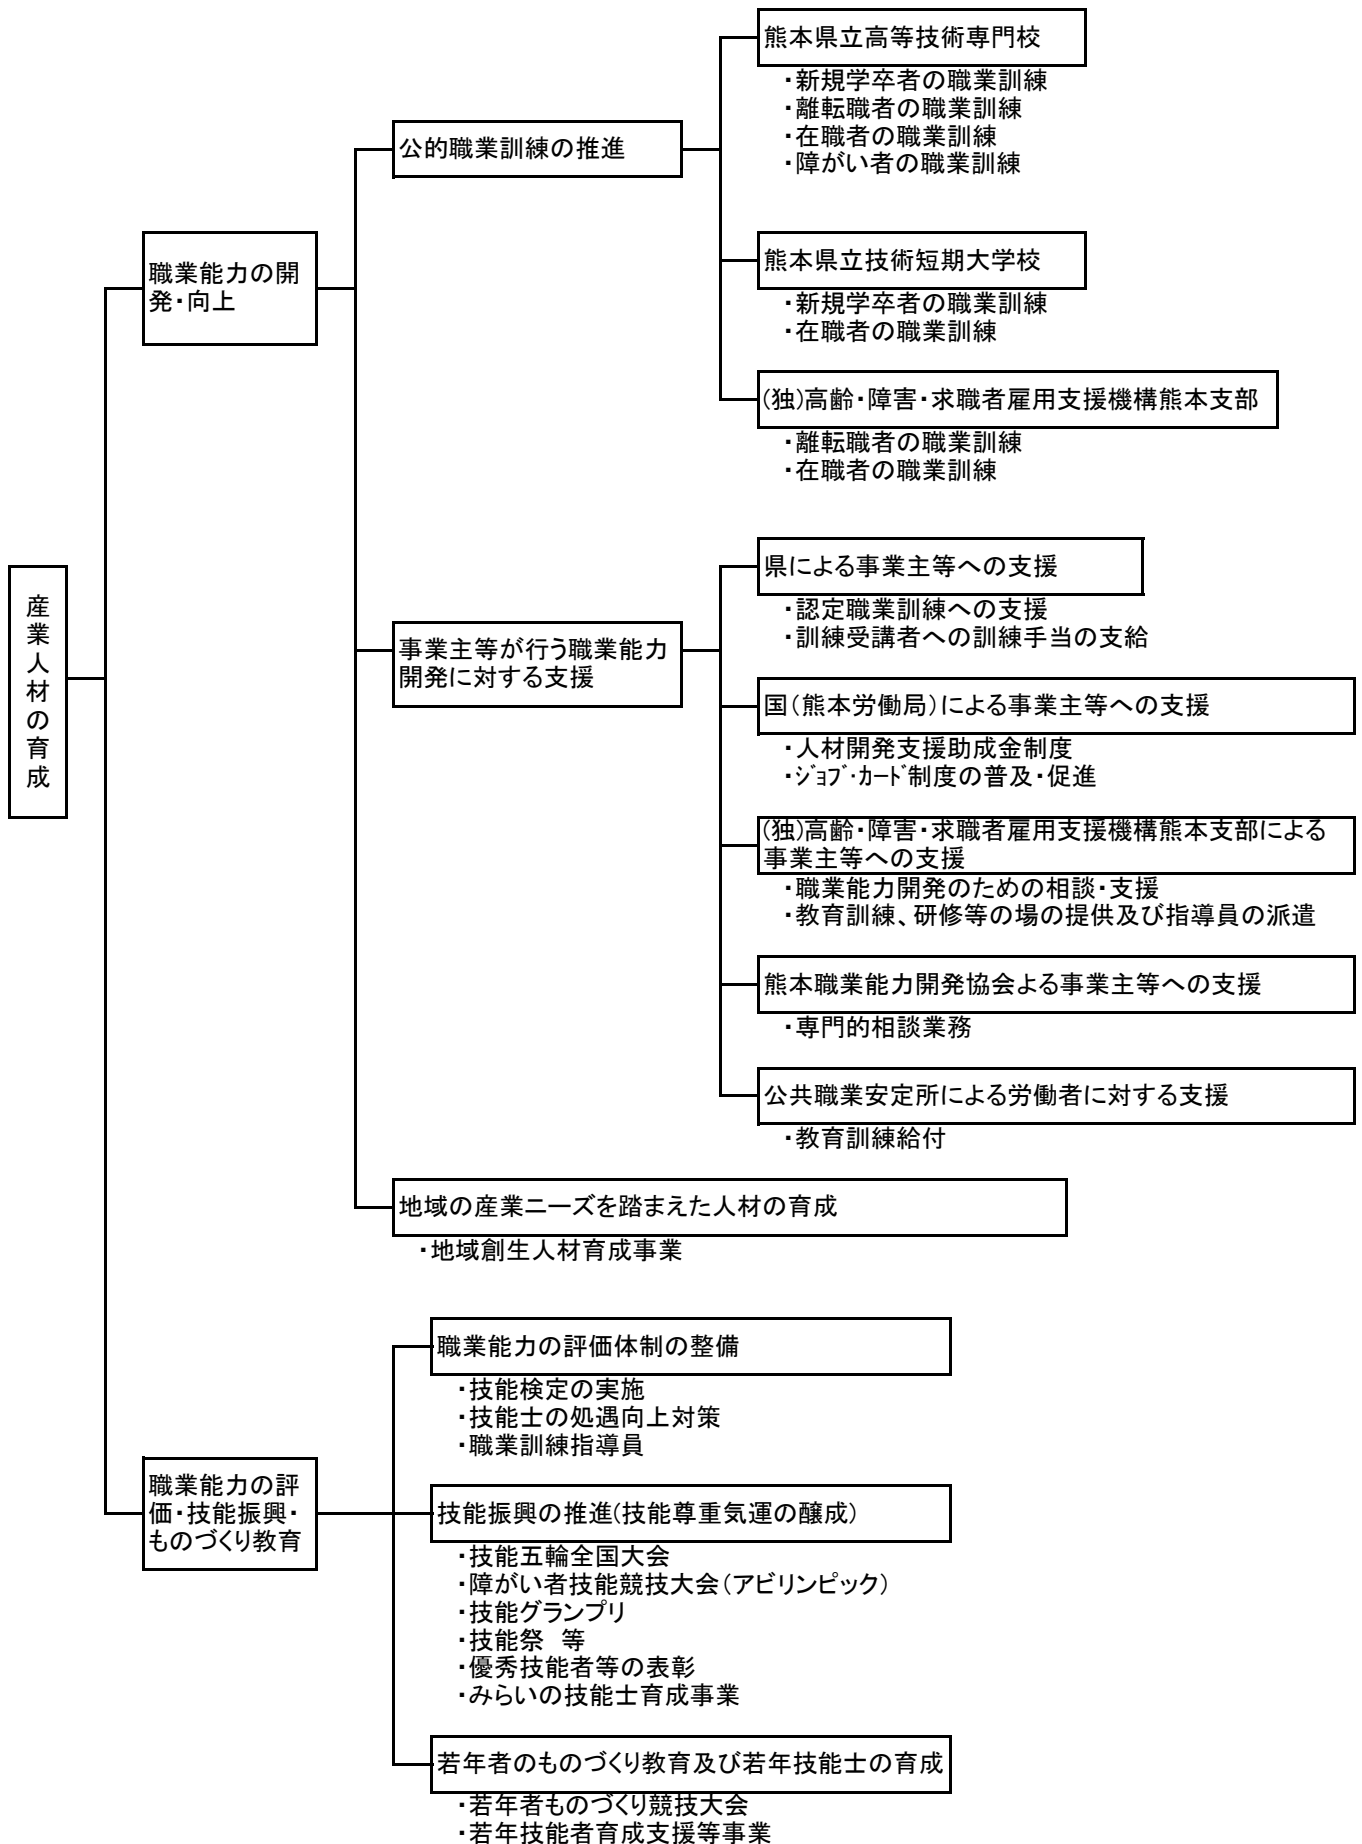 熊本県立高等技術専門校
・新規学卒者の職業訓練
・離転職者の職業訓練
・在職者の職業訓練
・障がい者の職業訓練
公的職業訓練の推進
熊本県立技術短期大学校
・新規学卒者の職業訓練
・在職者の職業訓練
職業能力の開
発・向上
(独)高齢・障害・求職者雇用支援機構熊本支部
・離転職者の職業訓練
・在職者の職業訓練
産業人材の育成
県による事業主等への支援
・認定職業訓練への支援
・訓練受講者への訓練手当の支給
事業主等が行う職業能力
開発に対する支援
国(熊本労働局)による事業主等への支援
・人材開発支援助成金制度
・ｼﾞｮﾌﾞ・ｶｰﾄﾞ制度の普及・促進
(独)高齢・障害・求職者雇用支援機構熊本支部による
事業主等への支援
・職業能力開発のための相談・支援
・教育訓練、研修等の場の提供及び指導員の派遣
熊本職業能力開発協会よる事業主等への支援
・専門的相談業務
公共職業安定所による労働者に対する支援
・教育訓練給付
地域の産業ニーズを踏まえた人材の育成
・地域創生人材育成事業
職業能力の評価体制の整備
・技能検定の実施
・技能士の処遇向上対策
・職業訓練指導員
職業能力の評
価・技能振興・
ものづくり教育
技能振興の推進(技能尊重気運の醸成)
・技能五輪全国大会
・障がい者技能競技大会(アビリンピック)
・技能グランプリ
・技能祭　等
・優秀技能者等の表彰
・みらいの技能士育成事業
若年者のものづくり教育及び若年技能士の育成
・若年者ものづくり競技大会
・若年技能者育成支援等事業